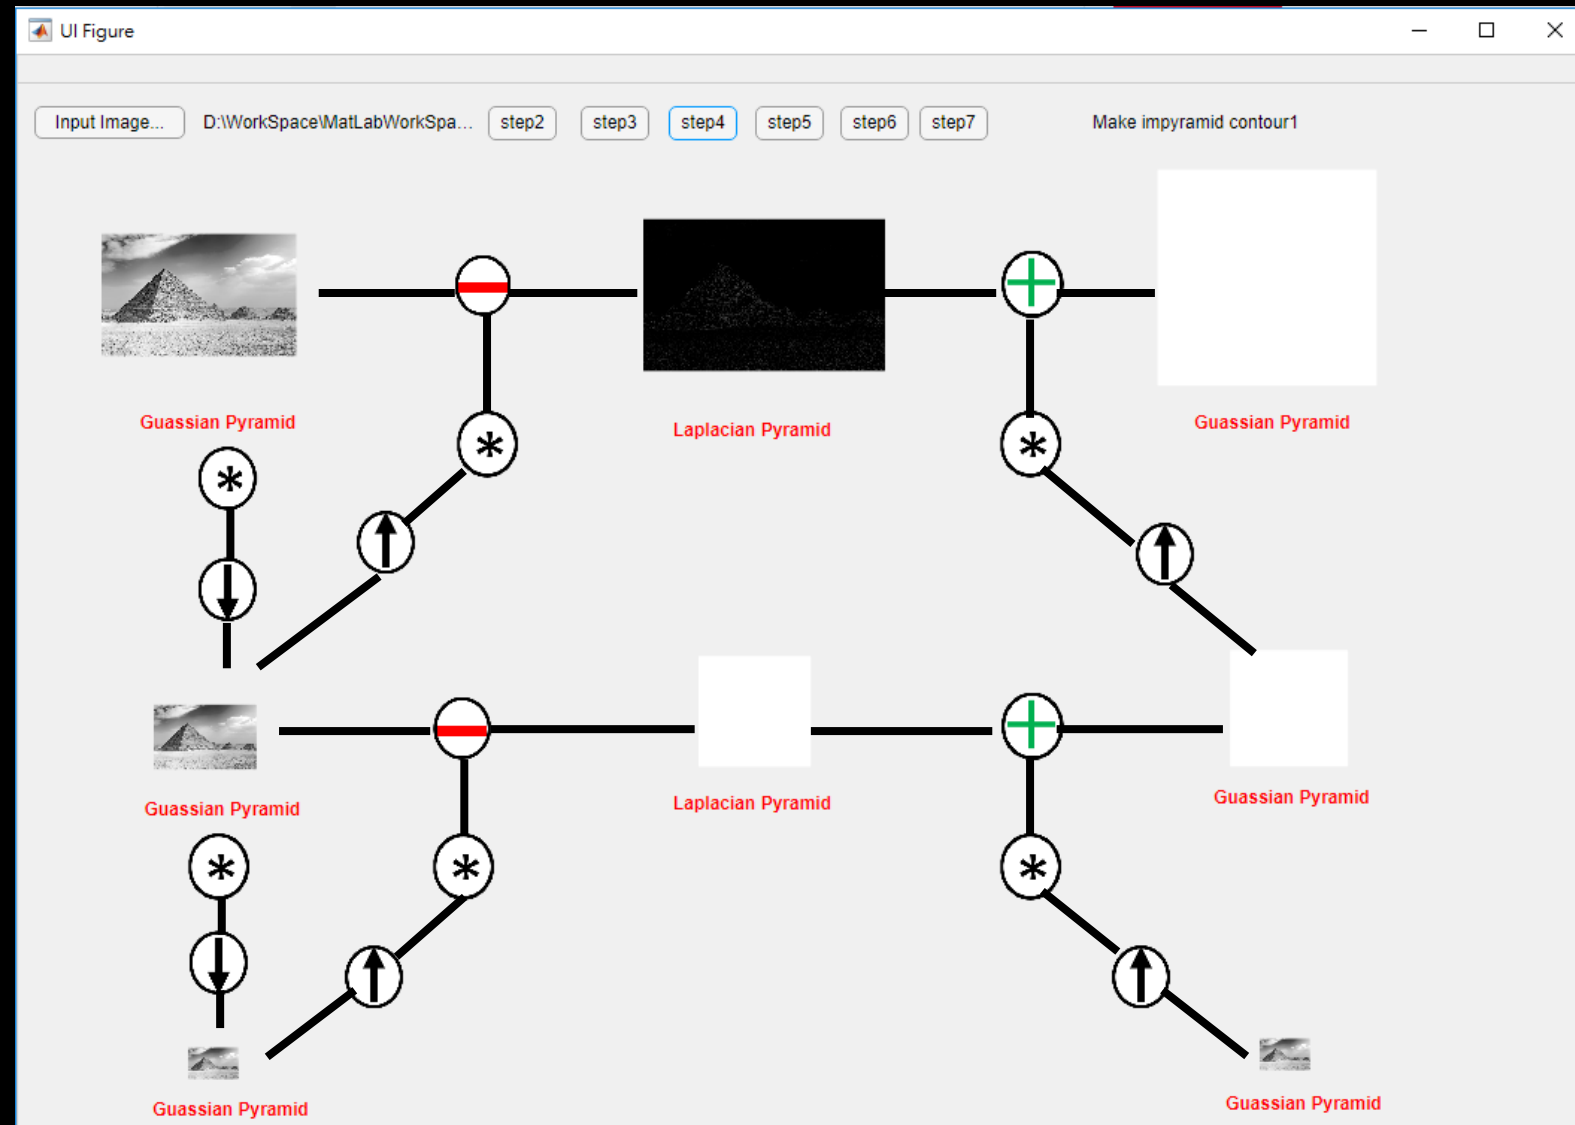 UI Figure
Input Image... D:\WorkSpace\MatLabWorkSpa... step2 step3 step4 step5 step6 step7 Make impyramid contour1
Guassian Pyramid Laplacian Pyramid Guassian Pyramid
*
* *
Guassian Pyramid Laplacian Pyramid Guassian Pyramid
* * *
Guassian Pyramid Guassian Pyramid